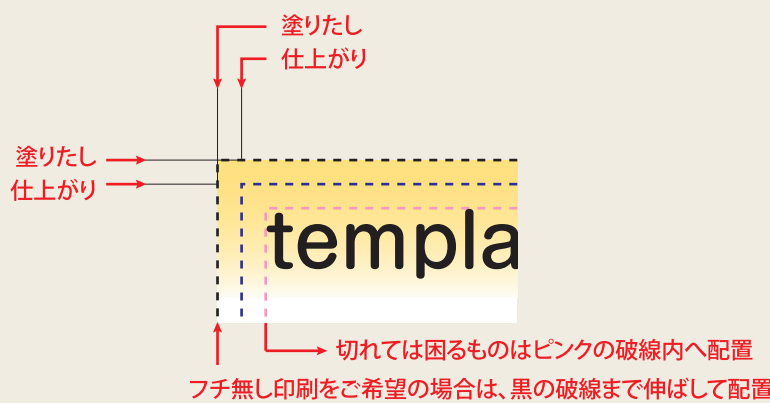 塗りたし
仕上がり
塗りたし
仕上がり
templa
切れては困るものはピンクの破線内へ配置
フチ無し印刷をご希望の場合は、黒の破線まで伸ばして配置